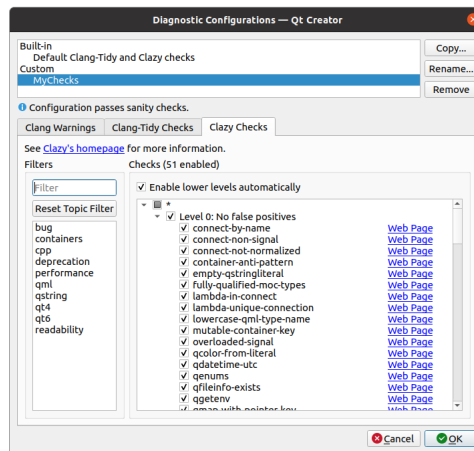 Diagnostic Configurations — Qt Creator
Built-in
Default Clang-Tidy and Clazy checks
Custom
MyChecks
Copy...
Rename...
Remove
Configuration passes sanity checks.
Clang Warnings
Clang-Tidy Checks
Clazy Checks
See Clazy's homepage for more information.
Filters
Checks (51 enabled)
Filter
Reset Topic Filter
bug
containers
cpp
deprecation
performance
qml
qstring
qt4
qt6
readability
Enable lower levels automatically
*
Level 0: No false positives
connect-by-name Web Page
connect-non-signal Web Page
connect-not-normalized Web Page
container-anti-pattern Web Page
empty-qstringliteral Web Page
fully-qualified-moc-types Web Page
lambda-in-connect Web Page
lambda-unique-connection Web Page
lowercase-qml-type-name Web Page
mutable-container-key Web Page
overloaded-signal Web Page
qcolor-from-literal Web Page
qdatetime-utc Web Page
qenums Web Page
qfileinfo-exists Web Page
qgetenv Web Page
qmap-with-pointer-key Web Page
Cancel
OK